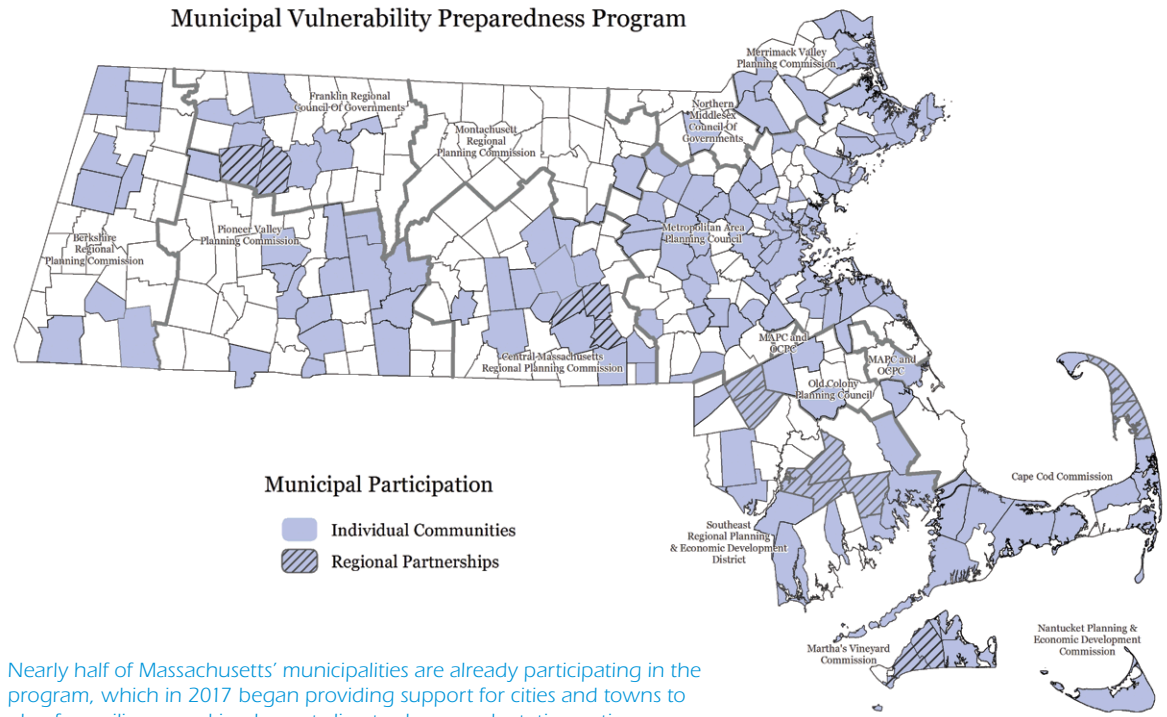 Municipal Vulnerability Preparedness Program
Merrimack Valley
Planning Commission
Franklin Regional
Council Of Governments
Northern
Middlesex
Council Of
Governments
Montachusett
Regional
Planning Commission
Pioneer Valley
Planning Commission
Metropolitan Area
Planning Council
Berkshire
Regional
Planning Commission
MAPC and
OCPC
Central Massachusetts
Regional Planning Commission
MAPC and
OCPC
Old Colony
Planning Council
Cape Cod Commission
Municipal Participation
Individual Communities
Regional Partnerships
Southeast
Regional Planning
& Economic Development
District
Martha's Vineyard
Commission
Nantucket Planning &
Economic Development
Commission
Nearly half of Massachusetts' municipalities are already participating in the
program, which in 2017 began providing support for cities and towns to